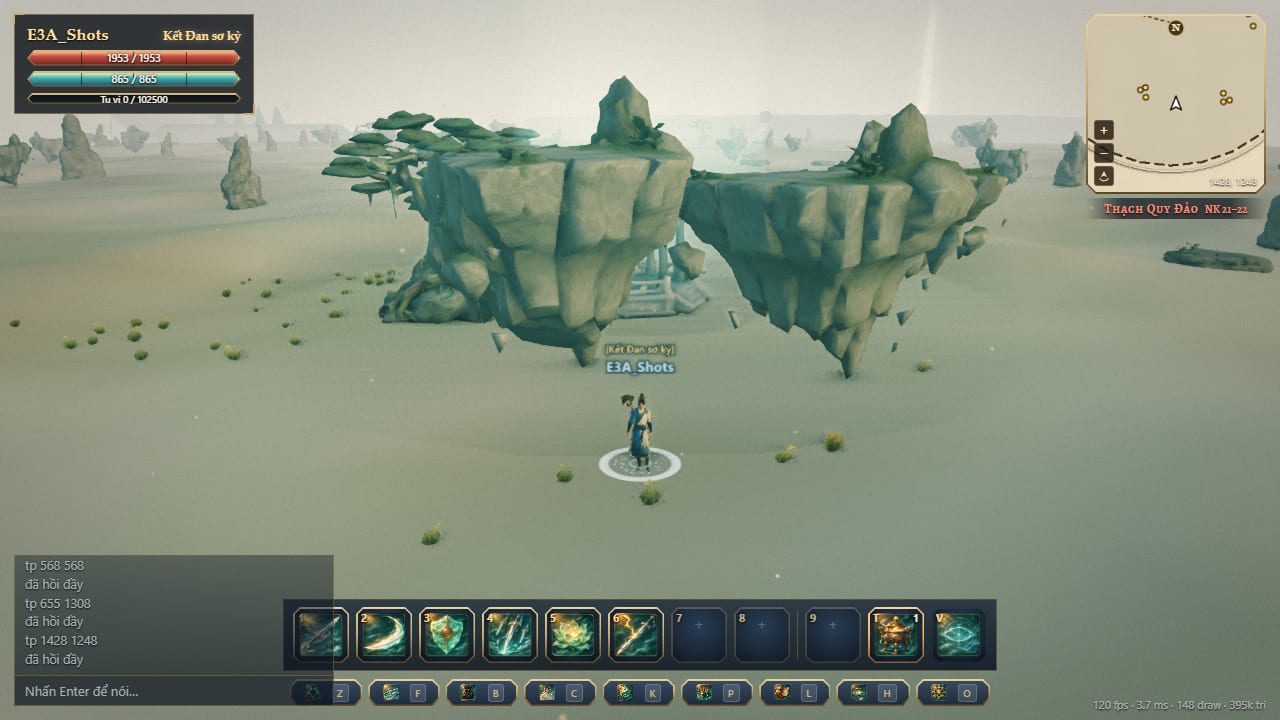 E3A_Shots
Kết Đan sơ kỳ
1953 / 1953
865 / 865
Tu vi 0 / 102500
N
+
−
1428, 1248
Thạch Quy Đảo NK 21–22
[Kết Đan sơ kỳ]
E3A_Shots
tp 568 568
đã hồi đầy
tp 655 1308
đã hồi đầy
tp 1428 1248
đã hồi đầy
Nhấn Enter để nói...
1 2 3 4 5 6 7 + 8 + 9 + T 1 V
Z F B C K P L H O
120 fps · 3.7 ms · 148 draw · 395k tri